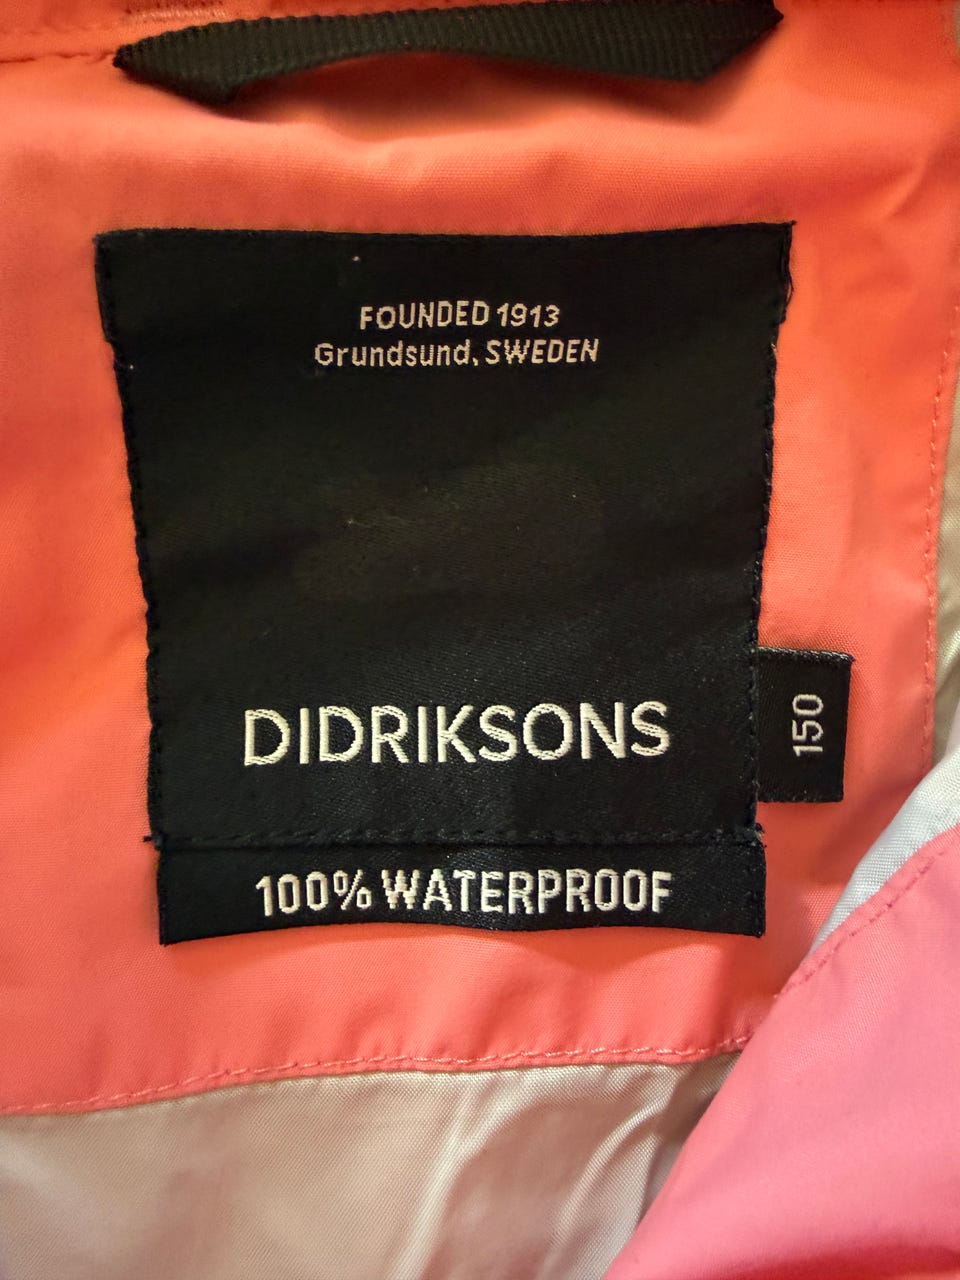 FOUNDED 1913
Grundsund, SWEDEN
DIDRIKSONS
150
100% WATERPROOF